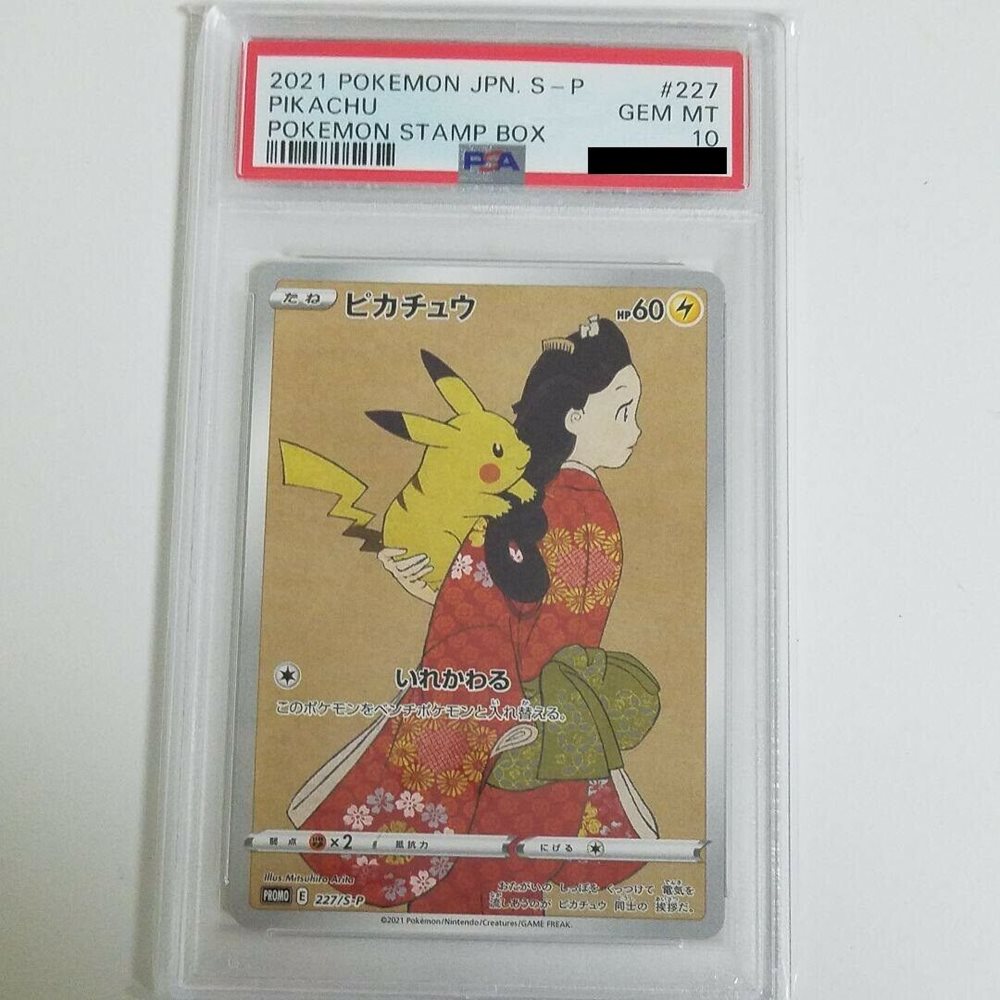 2021 POKEMON JPN. S-P #227
PIKACHU GEM MT
POKEMON STAMP BOX 10
PSA
たね ピカチュウ HP60
いれかわる
このポケモンをベンチポケモンと入れ替える。
弱点 ×2 抵抗力 にげる
Illus. Mitsuhiro Arita
おたがいの しっぽを くっつけて 電気を
流しあうのが ピカチュウ 同士の 挨拶だ。
PROMO E 227/S-P
©2021 Pokémon/Nintendo/Creatures/GAME FREAK.